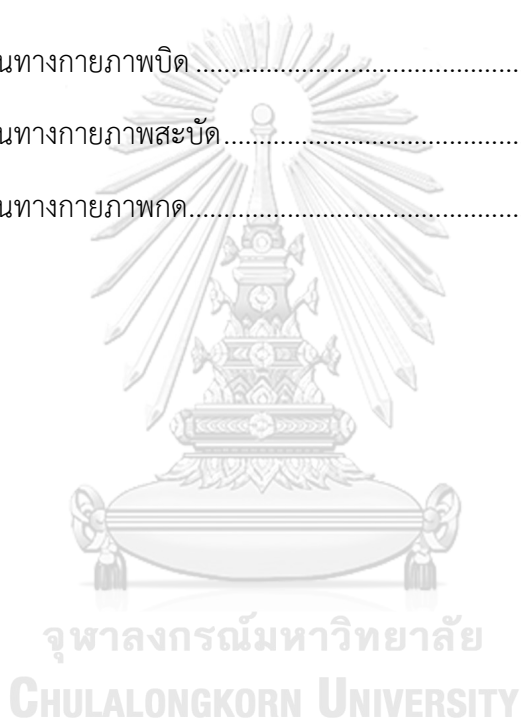 นทางกายภาพบิด.......................................
นทางกายภาพสะบัด....................................
นทางกายภาพกด........................................
จุฬาลงกรณ์มหาวิทยาลัย
CHULALONGKORN UNIVERSITY